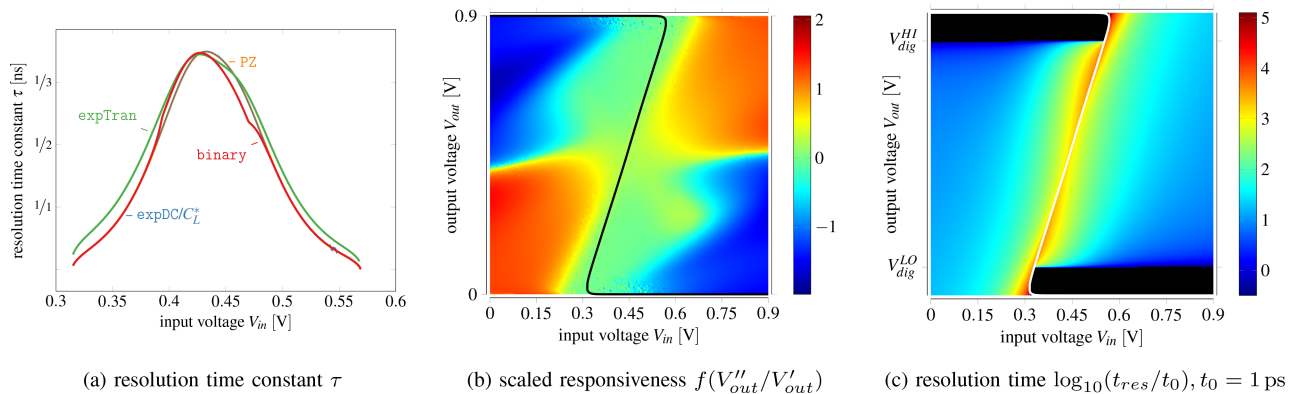 resolution time constant τ [ns]
1/3
1/2
1/1
expTran
PZ
binary
expDC/C*L
0.3
0.4
0.45
0.5
0.6
input voltage Vin [V]
(a) resolution time constant τ
output voltage Vout [V]
0.9
0
0
0.15
0.3
0.45
0.6
0.75
0.9
input voltage Vin [V]
2
1
0
−1
(b) scaled responsiveness f(V''out/V'out)
output voltage Vout [V]
VHIdig
VLOdig
0
0.15
0.3
0.45
0.6
0.75
0.9
input voltage Vin [V]
5
4
3
2
1
0
(c) resolution time log10(tres/t0), t0 = 1 ps